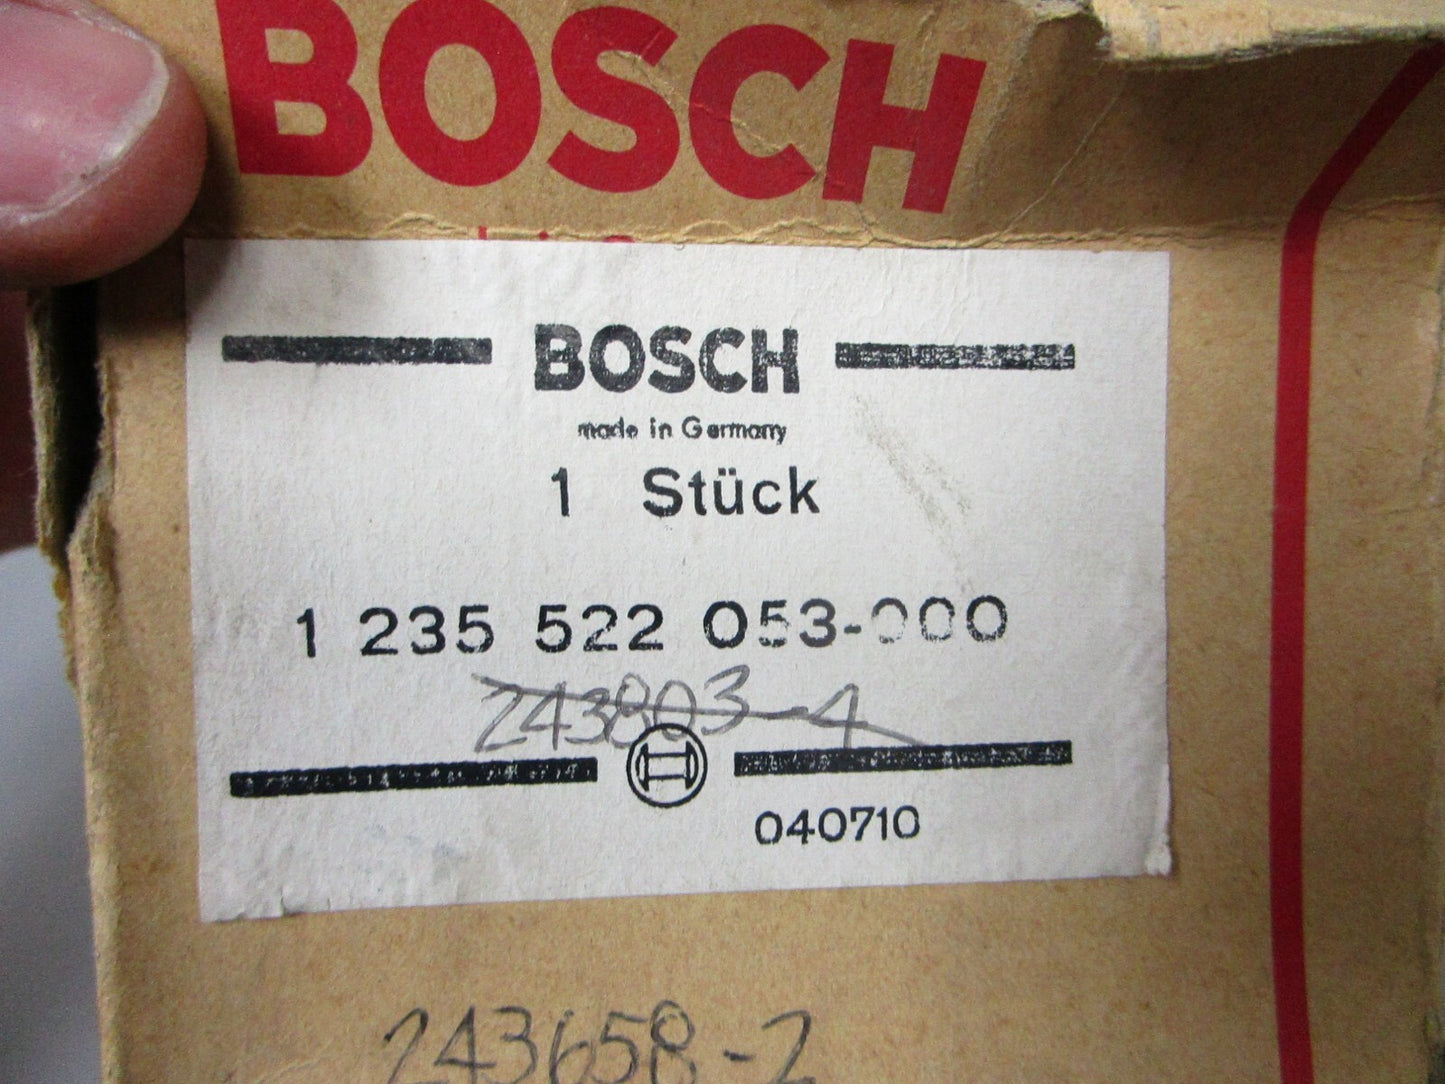 BOSCH
BOSCH
made in Germany
1 Stück
1 235 522 053-000
243803-4
040710
243658-2